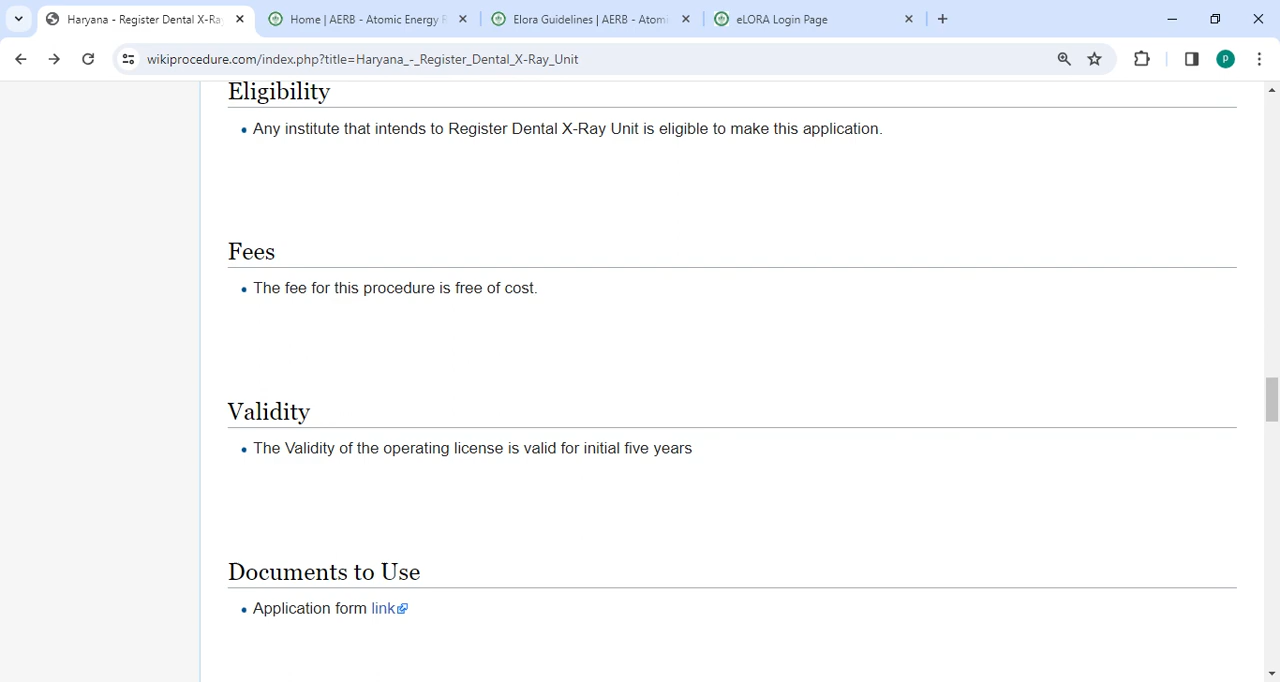 Haryana - Register Dental X-Ra
Home | AERB - Atomic Energy R
Elora Guidelines | AERB - Atomi
eLORA Login Page
wikiprocedure.com/index.php?title=Haryana_-_Register_Dental_X-Ray_Unit
P
Eligibility
Any institute that intends to Register Dental X-Ray Unit is eligible to make this application.
Fees
The fee for this procedure is free of cost.
Validity
The Validity of the operating license is valid for initial five years
Documents to Use
Application form link